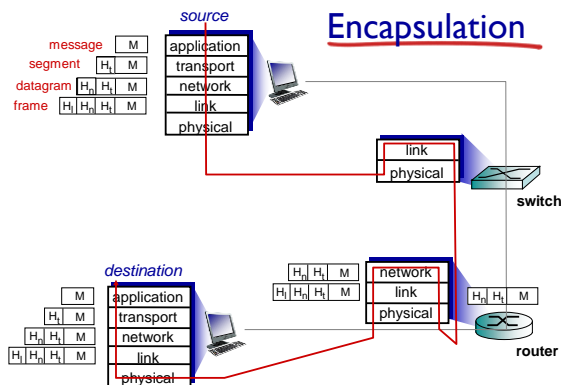 source
Encapsulation
message M
segment Ht M
datagram Hn Ht M
frame Hl Hn Ht M
application
transport
network
link
physical
link
physical
switch
destination
M
Ht M
Hn Ht M
Hl Hn Ht M
application
transport
network
link
physical
Hn Ht M
Hl Hn Ht M
network
link
physical
Hn Ht M
router